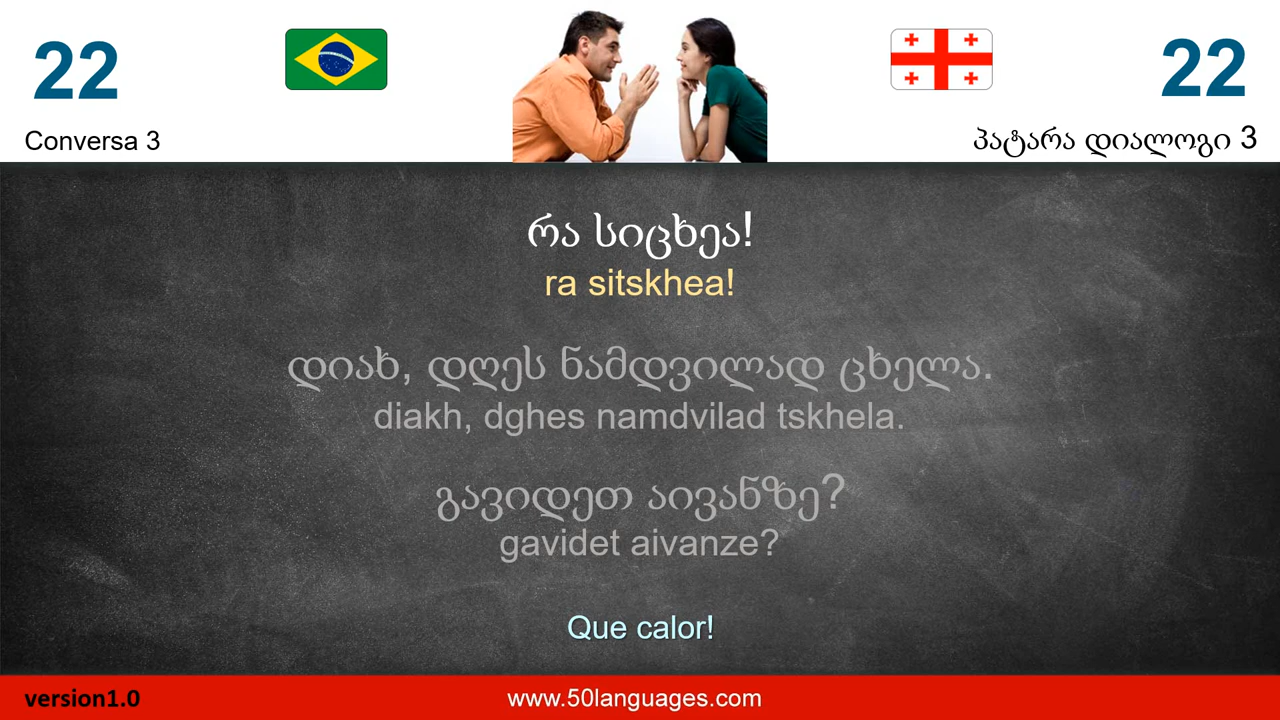 22
22
Conversa 3
პატარა დიალოგი 3
რა სიცხეა!
ra sitskhea!
დიახ, დღეს ნამდვილად ცხელა.
diakh, dghes namdvilad tskhela.
გავიდეთ აივანზე?
gavidet aivanze?
Que calor!
version1.0
www.50languages.com